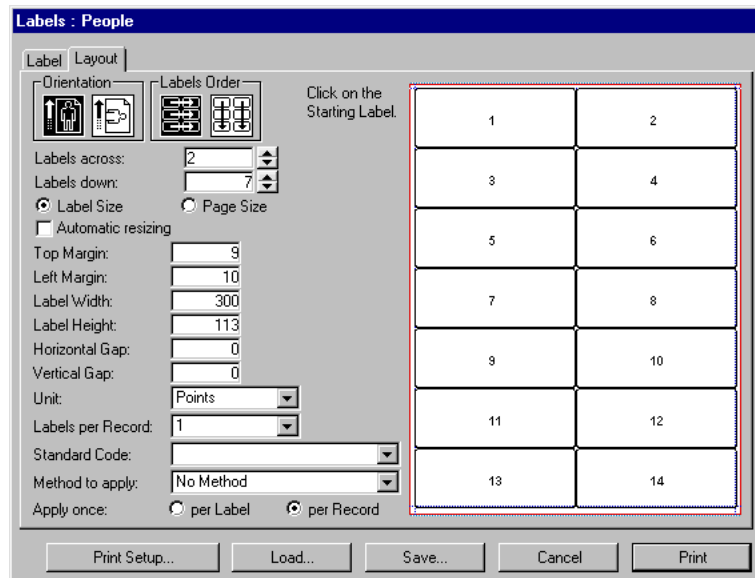 Labels : People
Label Layout
Orientation Labels Order
Click on the
Starting Label.
Labels across: 2
Labels down: 7
Label Size Page Size
Automatic resizing
Top Margin: 9
Left Margin: 10
Label Width: 300
Label Height: 113
Horizontal Gap: 0
Vertical Gap: 0
Unit: Points
Labels per Record: 1
Standard Code:
Method to apply: No Method
Apply once: per Label per Record
1 2
3 4
5 6
7 8
9 10
11 12
13 14
Print Setup... Load... Save... Cancel Print